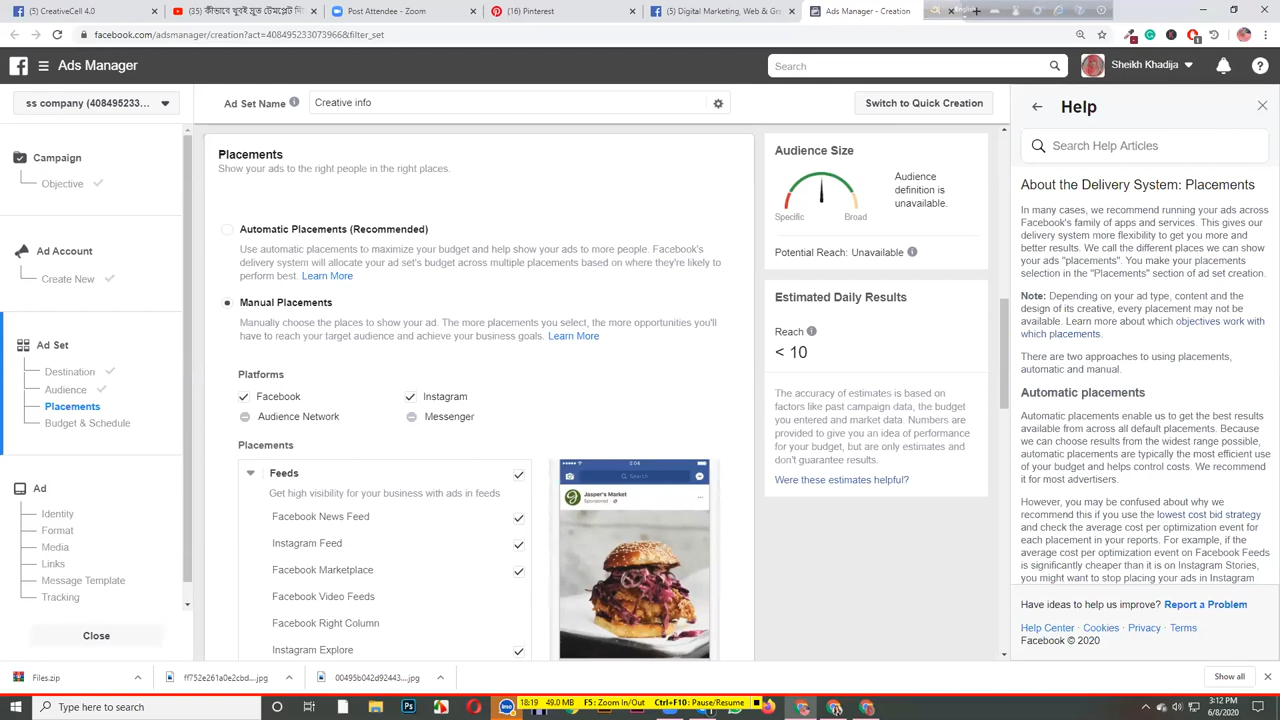 (5) CreativeCell 4.0
(35) কীভাবে খুবই দ্রুত টেমপ্লেট দি
Post Attendee - Zoom
(16) Pinterest
(5) Digital Marketing, Web & Gr
Ads Manager - Creation
facebook.com/adsmanager/creation?act=408495233073966&filter_set
Ads Manager
Search
Sheikh Khadija
ss company (408495233...
Ad Set Name
Creative info
Switch to Quick Creation
Campaign
Objective
Ad Account
Create New
Ad Set
Destination
Audience
Placements
Budget & Schedule
Ad
Identity
Format
Media
Links
Message Template
Tracking
Close
Placements
Show your ads to the right people in the right places.
Automatic Placements (Recommended)
Use automatic placements to maximize your budget and help show your ads to more people. Facebook's
delivery system will allocate your ad set's budget across multiple placements based on where they're likely to
perform best. Learn More
Manual Placements
Manually choose the places to show your ad. The more placements you select, the more opportunities you'll
have to reach your target audience and achieve your business goals. Learn More
Platforms
Facebook
Instagram
Audience Network
Messenger
Placements
Feeds
Get high visibility for your business with ads in feeds
Facebook News Feed
Instagram Feed
Facebook Marketplace
Facebook Video Feeds
Facebook Right Column
Instagram Explore
Search
Jasper's Market
Sponsored
Audience Size
Audience
definition is
unavailable.
Specific
Broad
Potential Reach: Unavailable
Estimated Daily Results
Reach
< 10
The accuracy of estimates is based on
factors like past campaign data, the budget
you entered and market data. Numbers are
provided to give you an idea of performance
for your budget, but are only estimates and
don't guarantee results.
Were these estimates helpful?
Help
Search Help Articles
About the Delivery System: Placements
In many cases, we recommend running your ads across
Facebook's family of apps and services. This gives our
delivery system more flexibility to get you more and
better results. We call the different places we can show
your ads "placements". You make your placements
selection in the "Placements" section of ad set creation.
Note: Depending on your ad type, content and the
design of its creative, every placement may not be
available. Learn more about which objectives work with
which placements.
There are two approaches to using placements,
automatic and manual.
Automatic placements
Automatic placements enable us to get the best results
available from across all default placements. Because
we can choose results from the widest range possible,
automatic placements are typically the most efficient use
of your budget and helps control costs. We recommend
it for most advertisers.
However, you may be confused about why we
recommend this if you use the lowest cost bid strategy
and check the average cost per optimization event for
each placement in your reports. For example, if the
average cost per optimization event on Facebook Feeds
is significantly cheaper than it is on Instagram Stories,
you might want to stop placing your ads in Instagram
Have ideas to help us improve? Report a Problem
Help Center · Cookies · Privacy · Terms
Facebook © 2020
Files.zip
ff752e261a0e2cbd....jpg
00495b042d92443....jpg
Show all
Type here to search
18:19
49.0 MB
F5: Zoom In/Out
Ctrl+F10: Pause/Resume
3:12 PM
6/8/2020